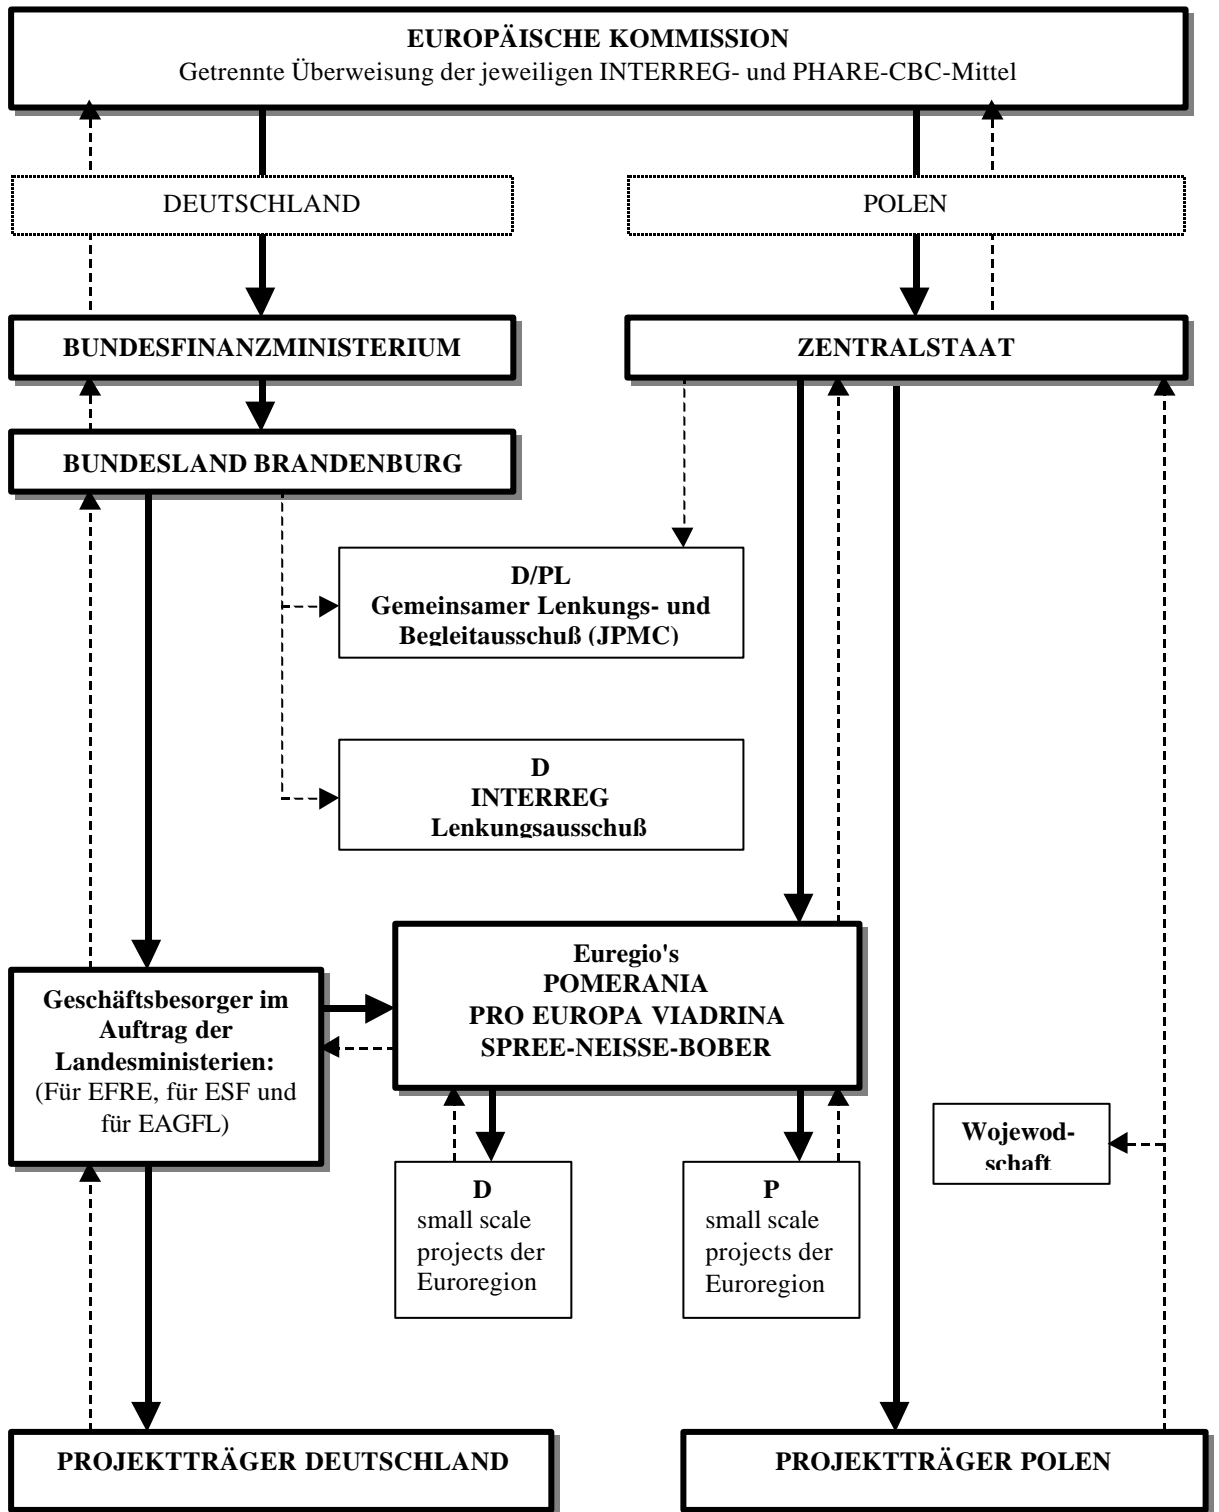 EUROPÄISCHE KOMMISSION
Getrennte Überweisung der jeweiligen INTERREG- und PHARE-CBC-Mittel
DEUTSCHLAND
POLEN
BUNDESFINANZMINISTERIUM
ZENTRALSTAAT
BUNDESLAND BRANDENBURG
D/PL
Gemeinsamer Lenkungs- und
Begleitausschuß (JPMC)
D
INTERREG
Lenkungsausschuß
Euregio's
POMERANIA
PRO EUROPA VIADRINA
SPREE-NEISSE-BOBER
Geschäftsbesorger im
Auftrag der
Landesministerien:
(Für EFRE, für ESF und
für EAGFL)
Wojewod-
schaft
D
small scale
projects der
Euroregion
P
small scale
projects der
Euroregion
PROJEKTTRÄGER DEUTSCHLAND
PROJEKTTRÄGER POLEN